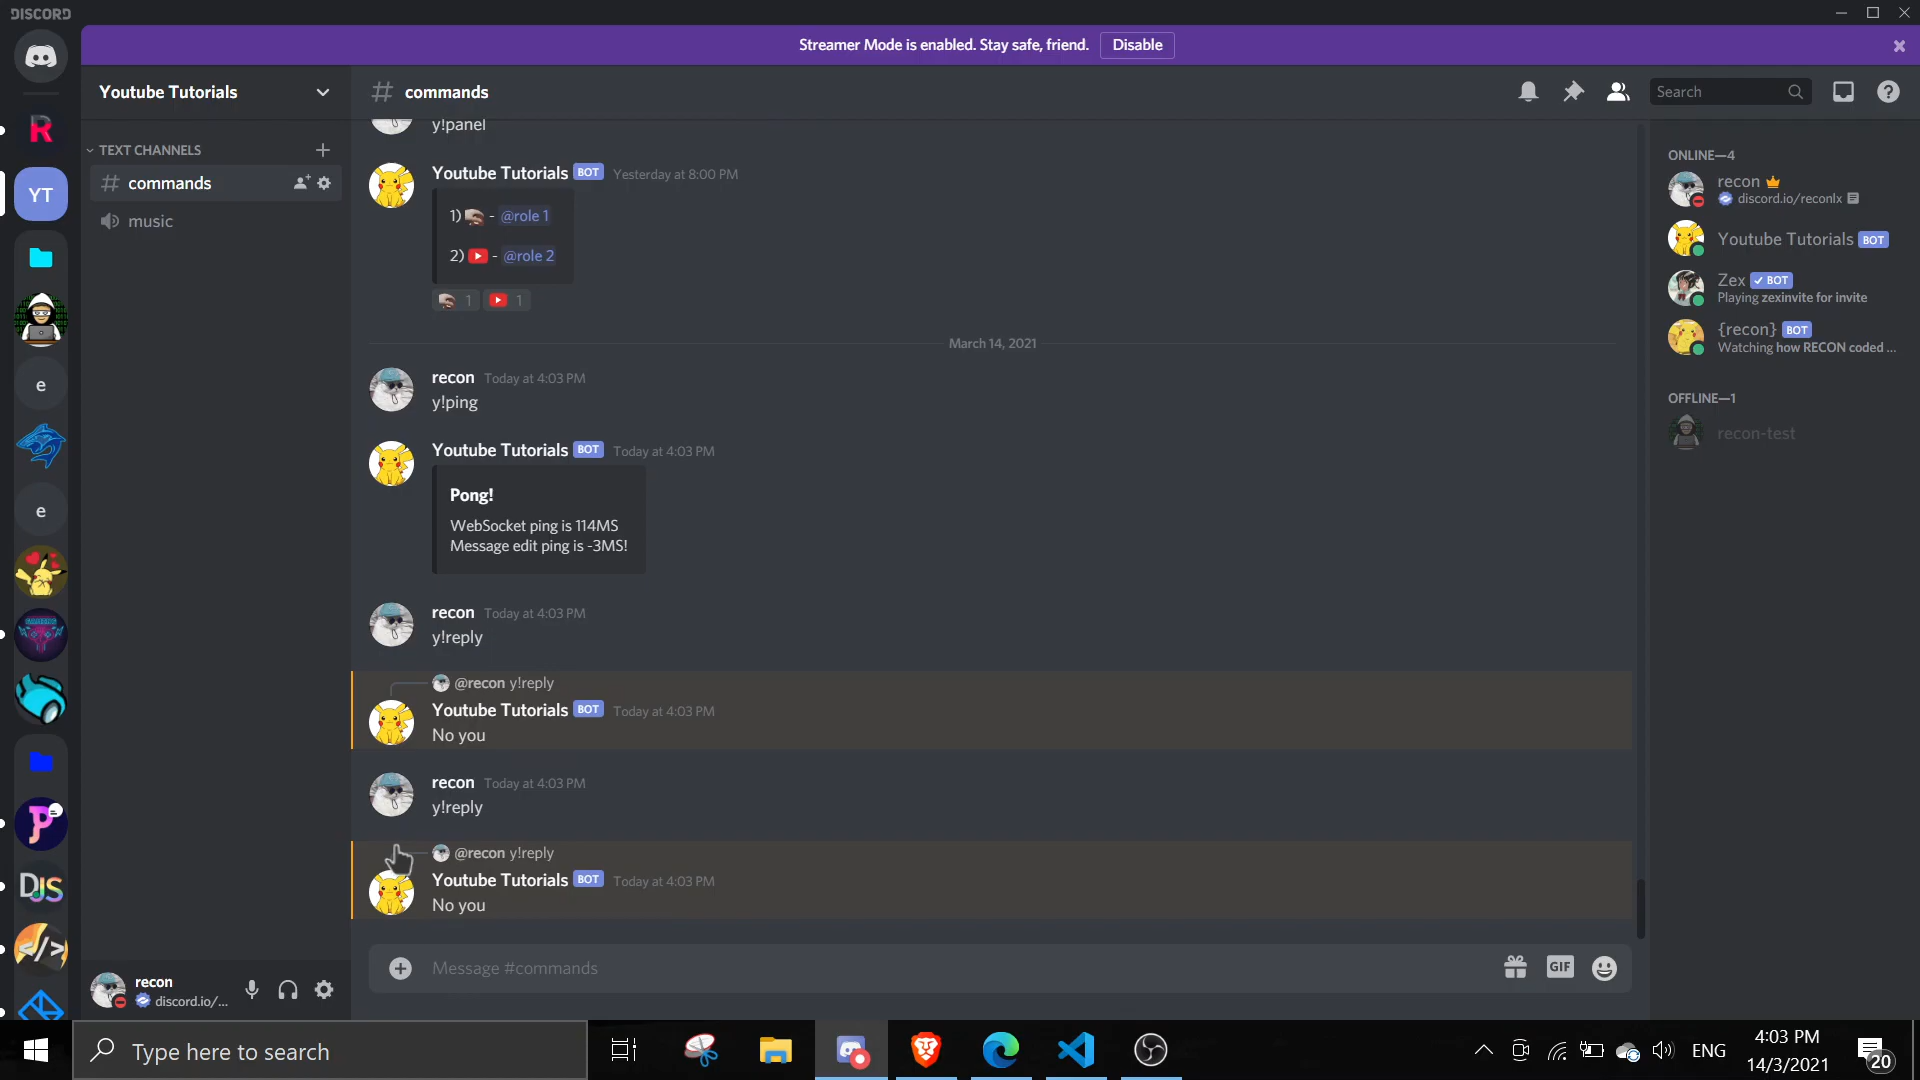 DISCORD
Streamer Mode is enabled. Stay safe, friend. Disable
Youtube Tutorials
commands
Search
TEXT CHANNELS
commands
music
R
YT
e
e
DJS
y!panel
Youtube Tutorials BOT Yesterday at 8:00 PM
1) - @role 1
2) - @role 2
1 1
March 14, 2021
recon Today at 4:03 PM
y!ping
Youtube Tutorials BOT Today at 4:03 PM
Pong!
WebSocket ping is 114MS
Message edit ping is -3MS!
recon Today at 4:03 PM
y!reply
@recon y!reply
Youtube Tutorials BOT Today at 4:03 PM
No you
recon Today at 4:03 PM
y!reply
@recon y!reply
Youtube Tutorials BOT Today at 4:03 PM
No you
Message #commands
GIF
ONLINE—4
recon
discord.io/reconlx
Youtube Tutorials BOT
Zex BOT
Playing zexinvite for invite
{recon} BOT
Watching how RECON coded ...
OFFLINE—1
recon-test
recon
discord.io/...
Type here to search
ENG
4:03 PM
14/3/2021
20